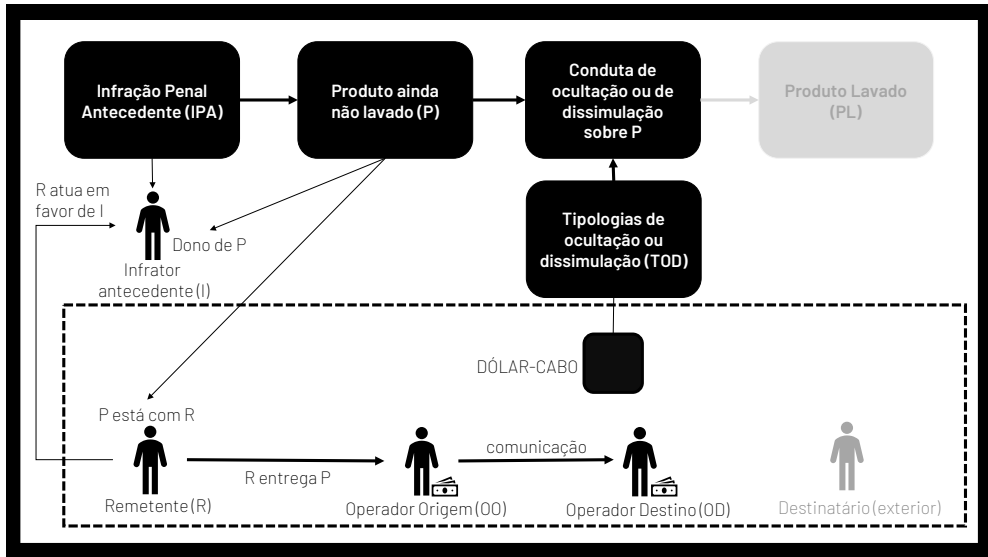 Infração Penal
Antecedente (IPA)
Produto ainda
não lavado (P)
Conduta de
ocultação ou de
dissimulação
sobre P
Produto Lavado
(PL)
R atua em
favor de I
Dono de P
Infrator
antecedente (I)
Tipologias de
ocultação ou
dissimulação (TOD)
DÓLAR-CABO
P está com R
comunicação
R entrega P
Remetente (R)
Operador Origem (OO)
Operador Destino (OD)
Destinatário (exterior)